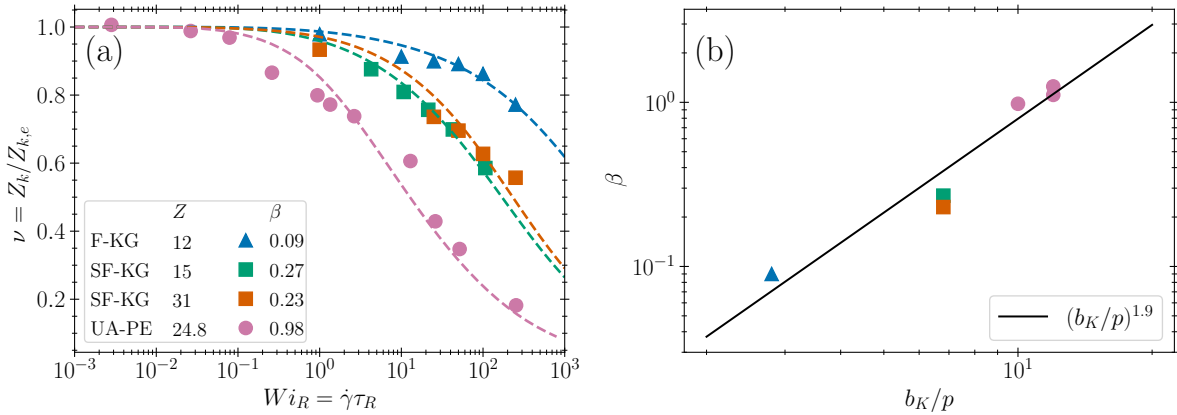 (a)
1.0
0.8
0.6
0.4
0.2
ν = Z_k/Z_{k,e}
Z β
F-KG 12 0.09
SF-KG 15 0.27
SF-KG 31 0.23
UA-PE 24.8 0.98
10^{-3} 10^{-2} 10^{-1} 10^0 10^1 10^2 10^3
Wi_R = γ̇τ_R
(b)
10^0
10^{-1}
β
(b_K/p)^{1.9}
10^1
b_K/p